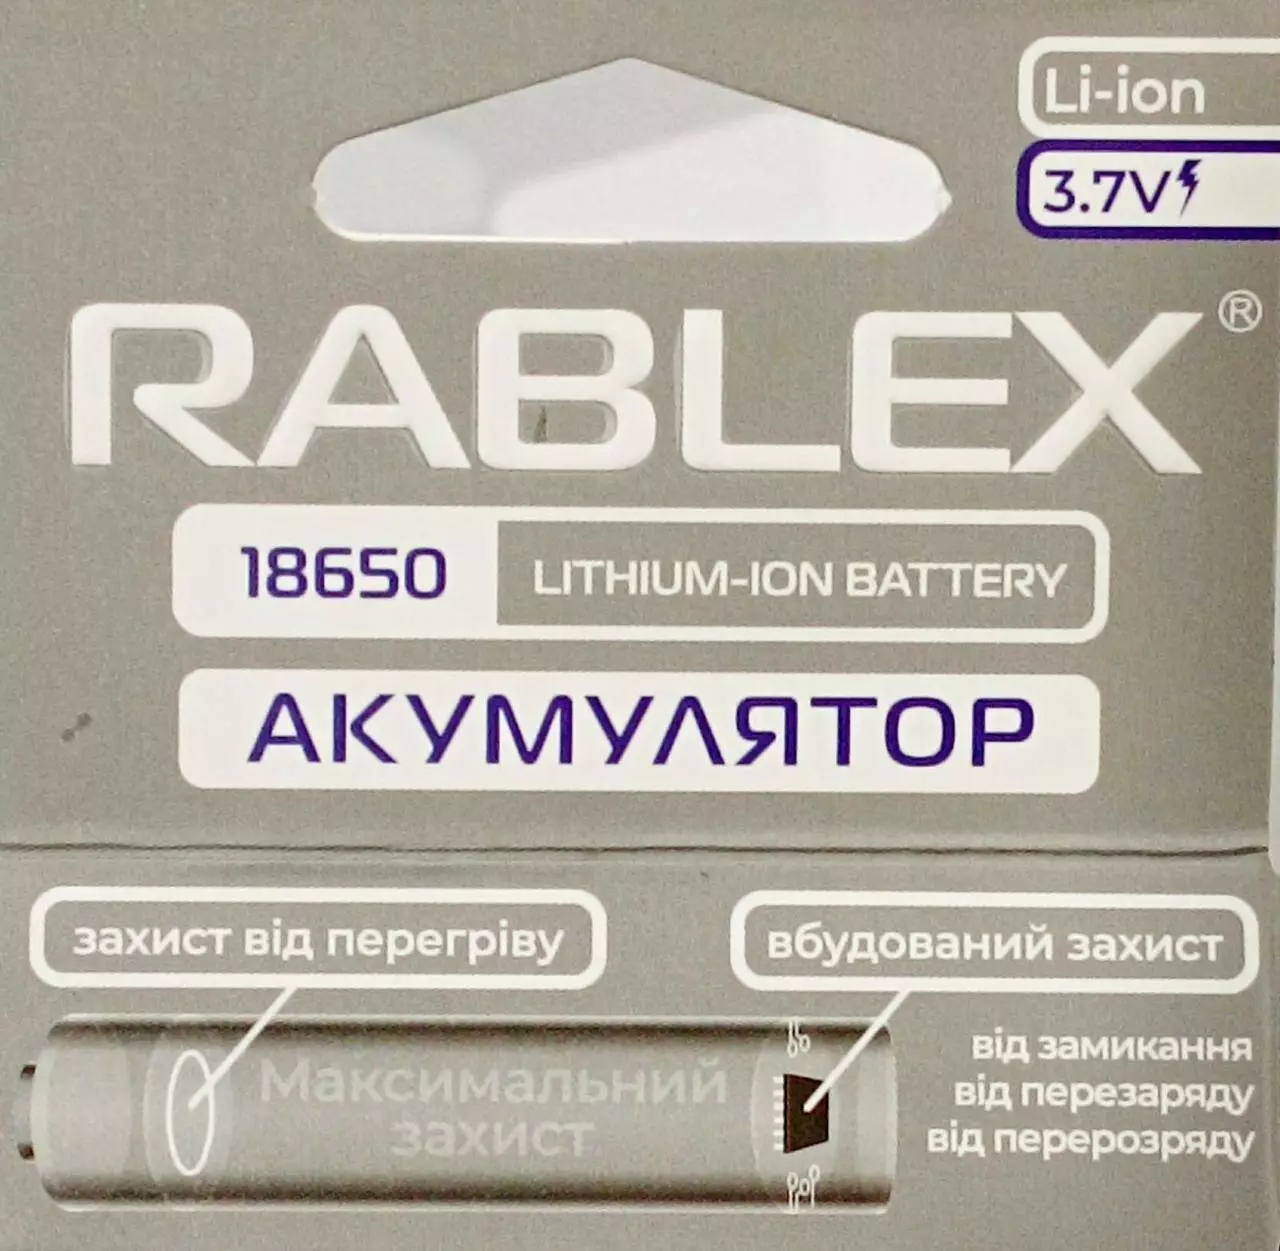 Li-ion
3.7V
RABLEX®
18650 LITHIUM-ION BATTERY
АКУМУЛЯТОР
захист від перегріву
вбудований захист
від замикання
від перезаряду
від перерозряду
Максимальний
захист